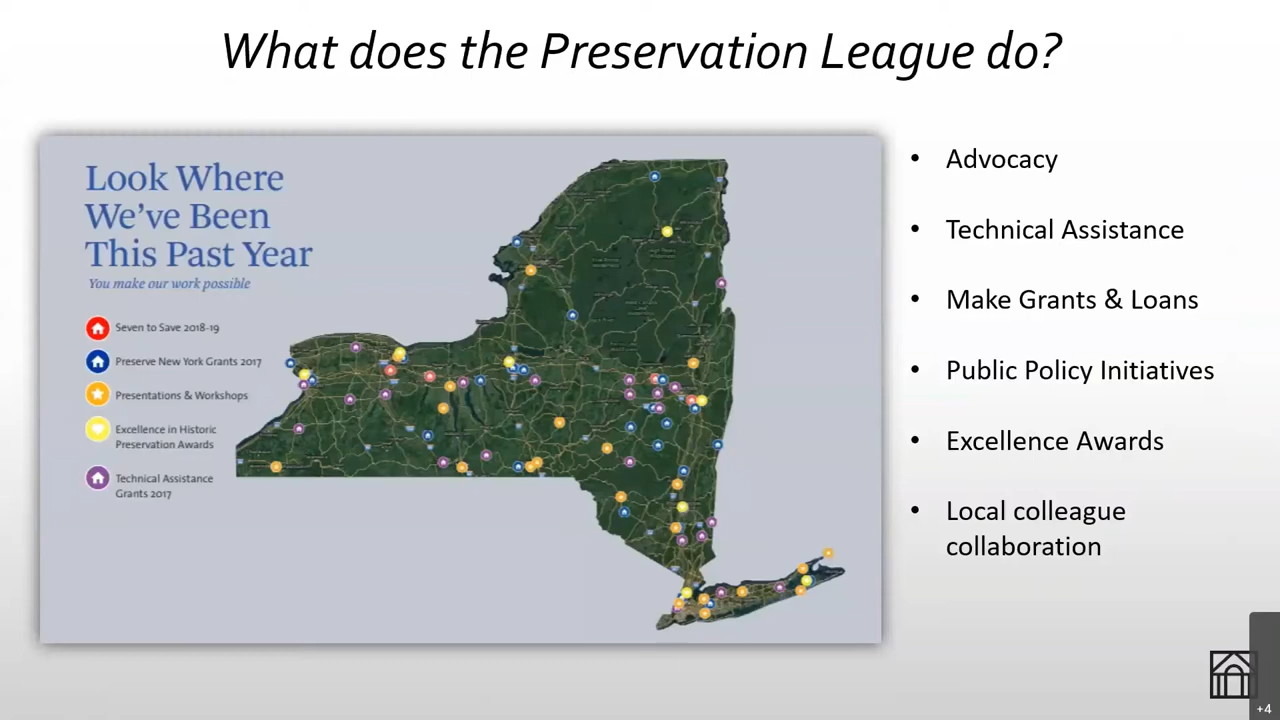 What does the Preservation League do?
Look Where
We've Been
This Past Year
You make our work possible
Seven to Save 2018-19
Preserve New York Grants 2017
Presentations & Workshops
Excellence in Historic
Preservation Awards
Technical Assistance
Grants 2017
• Advocacy
• Technical Assistance
• Make Grants & Loans
• Public Policy Initiatives
• Excellence Awards
• Local colleague
collaboration
+4